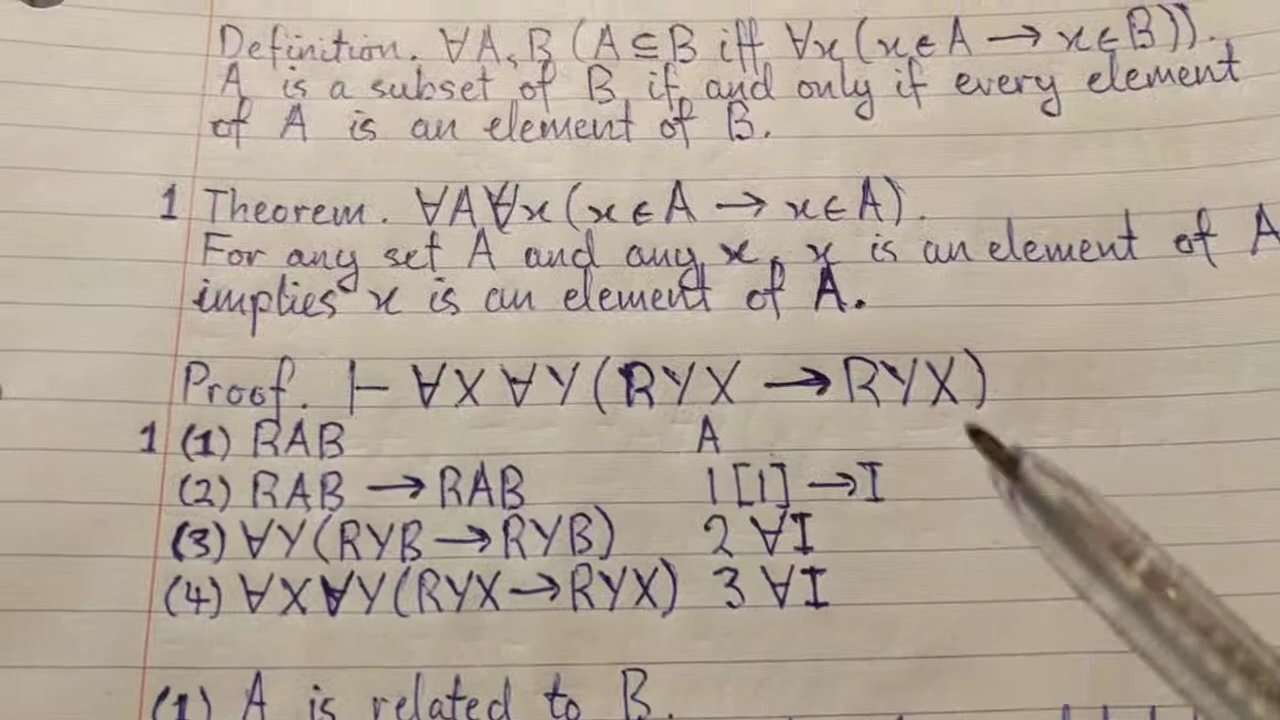 Definition. ∀A,B (A ⊆ B iff ∀x (x ∈ A → x ∈ B)).
A is a subset of B if and only if every element
of A is an element of B.
1 Theorem. ∀A∀x (x ∈ A → x ∈ A).
For any set A and any x, x is an element of A
implies x is an element of A.
Proof. ⊢ ∀X∀Y(RYX → RYX)
1 (1) RAB A
(2) RAB → RAB 1[1] →I
(3) ∀Y(RYB → RYB) 2 ∀I
(4) ∀X∀Y(RYX → RYX) 3 ∀I
(1) A is related to B.